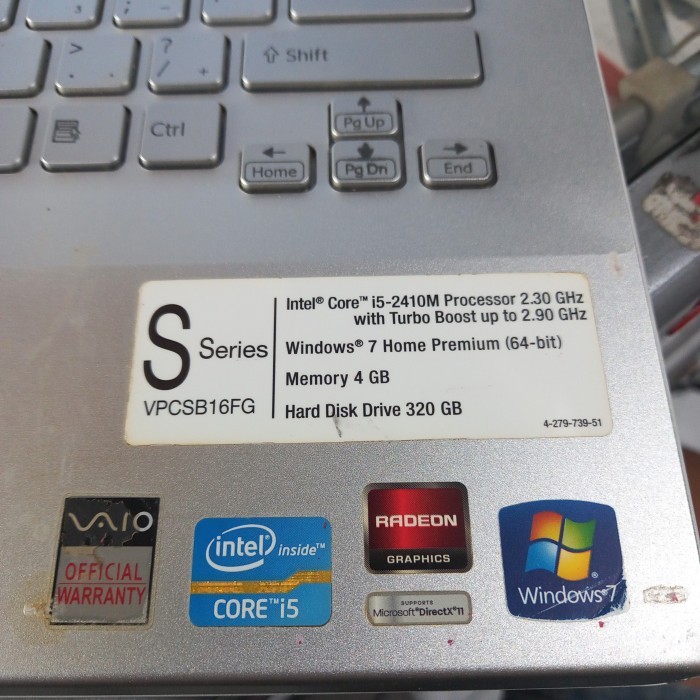 >
.
?
/
+
⇧ Shift
Ctrl
Pg Up
Home
Pg Dn
End
S Series
VPCSB16FG
Intel® Core™ i5-2410M Processor 2.30 GHz
with Turbo Boost up to 2.90 GHz
Windows® 7 Home Premium (64-bit)
Memory 4 GB
Hard Disk Drive 320 GB
4-279-739-51
VAIO
OFFICIAL
WARRANTY
intel® inside™
CORE™i5
RADEON
GRAPHICS
SUPPORTS
Microsoft® DirectX® 11
Windows® 7